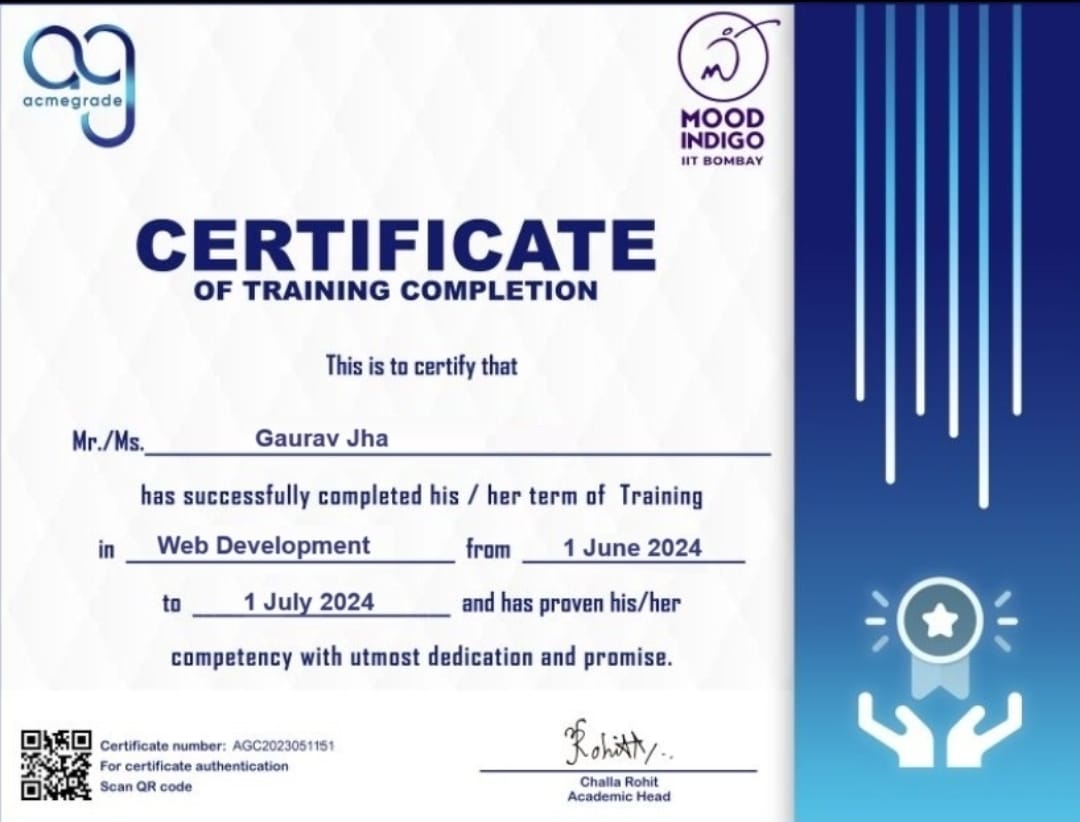 ag
acmegrade
MOOD
INDIGO
IIT BOMBAY
CERTIFICATE
OF TRAINING COMPLETION
This is to certify that
Mr./Ms. Gaurav Jha
has successfully completed his / her term of Training
in Web Development from 1 June 2024
to 1 July 2024 and has proven his/her
competency with utmost dedication and promise.
Certificate number: AGC2023051151
For certificate authentication
Scan QR code
Rohith
Challa Rohit
Academic Head